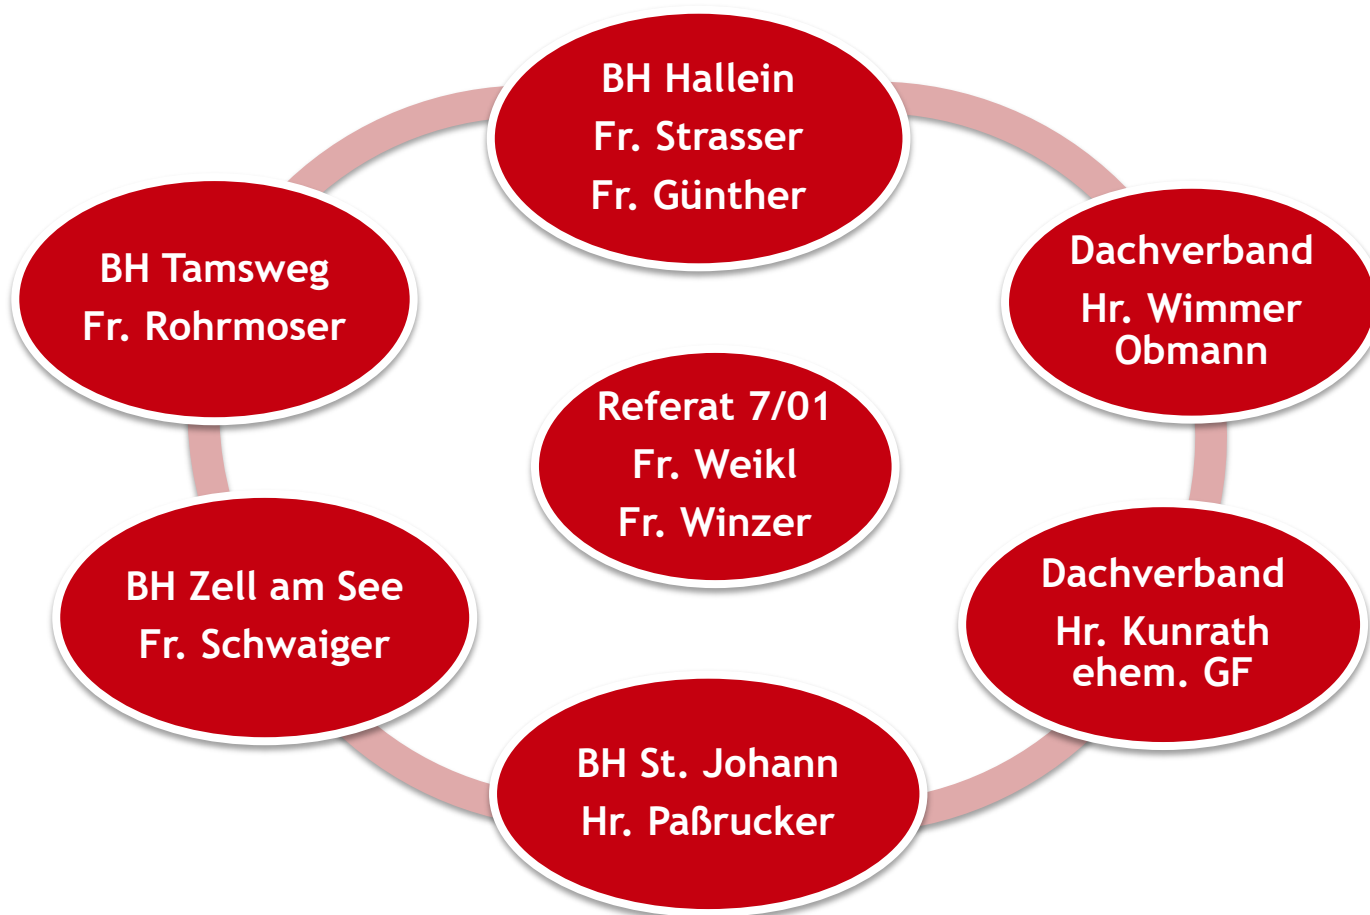 BH Hallein
Fr. Strasser
Fr. Günther
Dachverband
Hr. Wimmer
Obmann
Dachverband
Hr. Kunrath
ehem. GF
BH St. Johann
Hr. Paßrucker
BH Zell am See
Fr. Schwaiger
BH Tamsweg
Fr. Rohrmoser
Referat 7/01
Fr. Weikl
Fr. Winzer